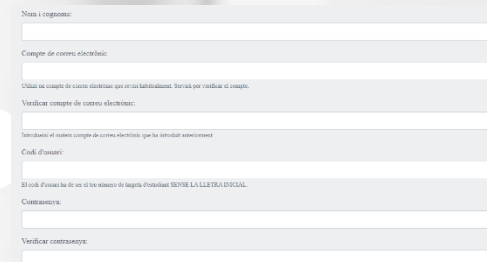 Nom i cognoms:
Compte de correu electrònic
Utilitzi un compte de correu electrònic que revisi habitualment. Servirà per verificar el compte.
Verificar compte de correu electrònic:
Introdueixi el mateix compte de correu electrònic que ha introduït anteriorment
Codi d'usuari:
El codi d'usuari ha de ser el teu número de targeta d'estudiant SENSE LA LLETRA INICIAL.
Contrasenya:
Verificar contrasenya: